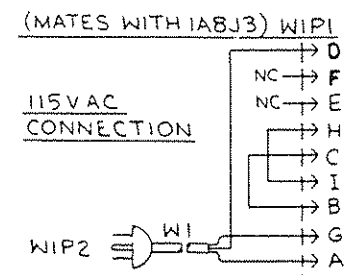 (MATES WITH 1A8J3) W1P1
D
NC F
NC E
115VAC
CONNECTION
H
C
I
B
W1
G
W1P2
A